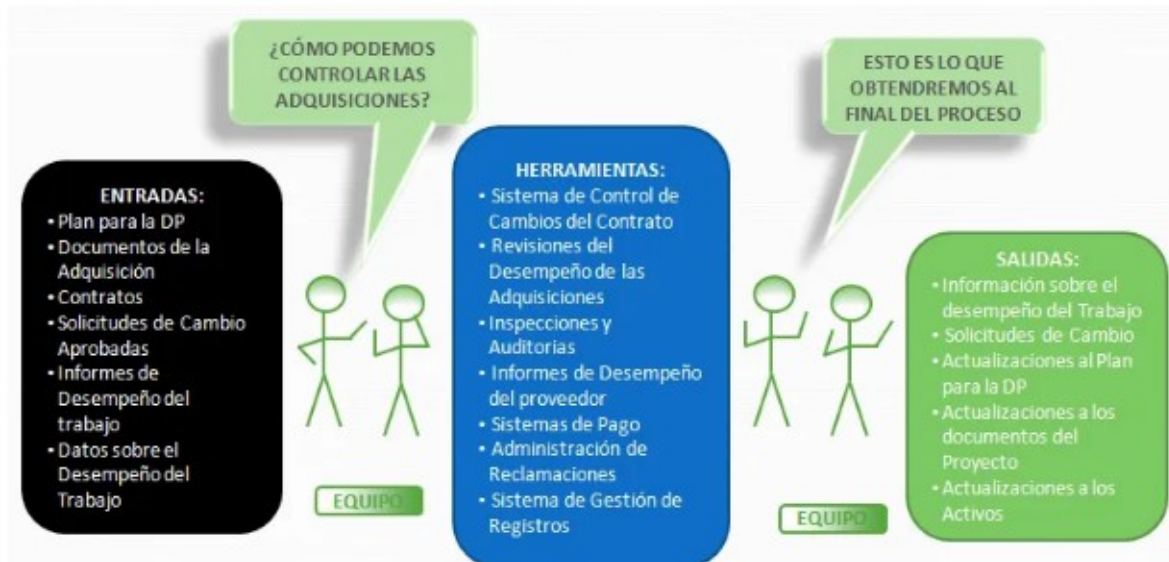 ¿CÓMO PODEMOS
CONTROLAR LAS
ADQUISICIONES?
ESTO ES LO QUE
OBTENDREMOS AL
FINAL DEL PROCESO
ENTRADAS:
• Plan para la DP
• Documentos de la
Adquisición
• Contratos
• Solicitudes de Cambio
Aprobadas
• Informes de
Desempeño del
trabajo
• Datos sobre el
Desempeño del
Trabajo
EQUIPO
HERRAMIENTAS:
• Sistema de Control de
Cambios del Contrato
• Revisiones del
Desempeño de las
Adquisiciones
• Inspecciones y
Auditorias
• Informes de Desempeño
del proveedor
• Sistemas de Pago
• Administración de
Reclamaciones
• Sistema de Gestión de
Registros
EQUIPO
SALIDAS:
• Información sobre el
desempeño del Trabajo
• Solicitudes de Cambio
• Actualizaciones al Plan
para la DP
• Actualizaciones a los
documentos del
Proyecto
• Actualizaciones a los
Activos